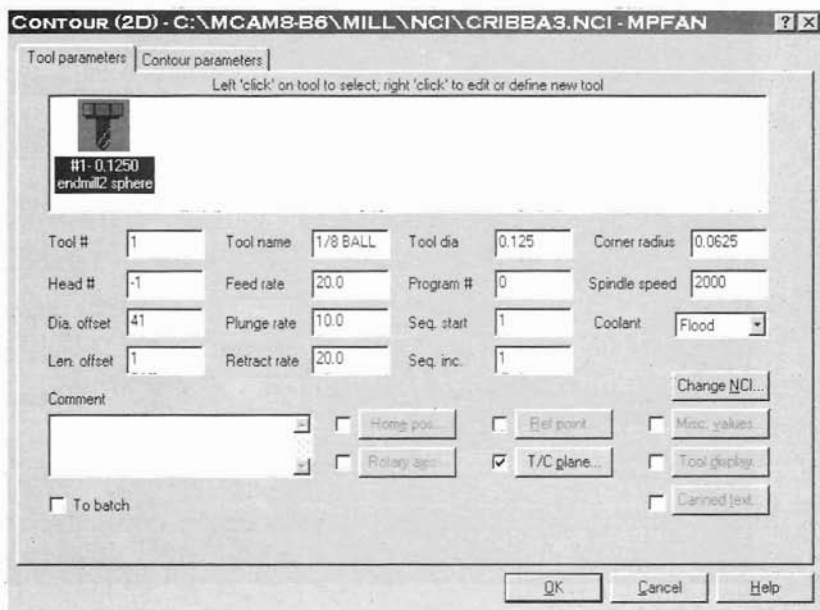 CONTOUR (2D) - C:\MCAM8-B6\MILL\NCI\CRIBBA3.NCI - MPFAN
Tool parameters Contour parameters
Left 'click' on tool to select; right 'click' to edit or define new tool
#1- 0.1250
endmill2 sphere
Tool # 1 Tool name 1/8 BALL Tool dia 0.125 Corner radius 0.0625
Head # -1 Feed rate 20.0 Program # 0 Spindle speed 2000
Dia. offset 41 Plunge rate 10.0 Seq. start 1 Coolant Flood
Len. offset 1 Retract rate 20.0 Seq. inc. 1
Change NCI...
Comment
Home pos... Ref point... Misc. values...
Rotary axis... T/C plane... Tool display...
To batch
Canned text...
OK Cancel Help